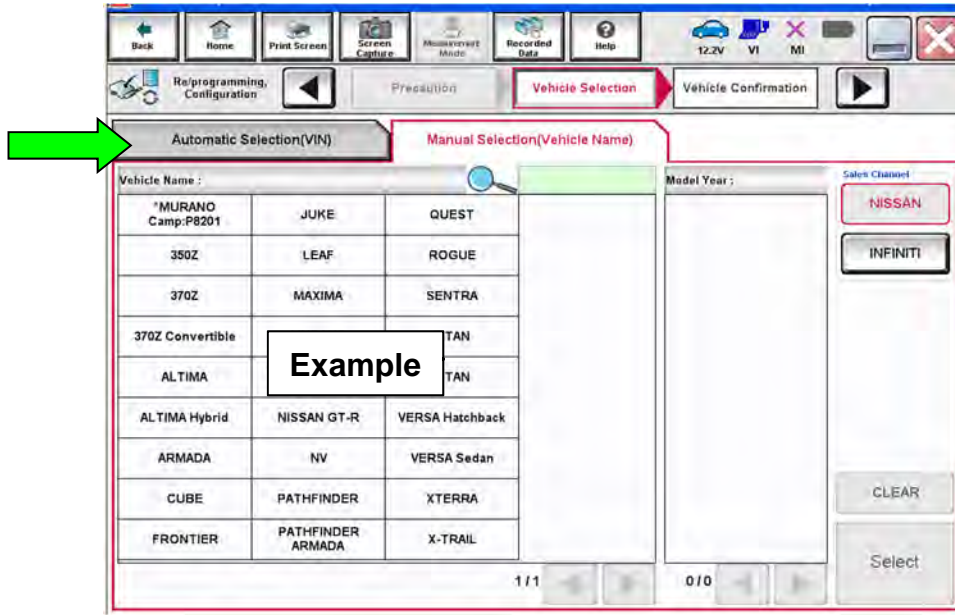 Back
Home
Print Screen
Screen
Capture
Measurement
Mode
Recorded
Data
Help
12.2V
VI
MI
Re/programming,
Configuration
Precaution
Vehicle Selection
Vehicle Confirmation
Automatic Selection(VIN)
Manual Selection(Vehicle Name)
Vehicle Name :
Model Year :
Sales Channel
*MURANO
Camp:P8201
JUKE
QUEST
NISSAN
350Z
LEAF
ROGUE
INFINITI
370Z
MAXIMA
SENTRA
370Z Convertible
TAN
Example
ALTIMA
TAN
ALTIMA Hybrid
NISSAN GT-R
VERSA Hatchback
ARMADA
NV
VERSA Sedan
CUBE
PATHFINDER
XTERRA
CLEAR
FRONTIER
PATHFINDER
ARMADA
X-TRAIL
Select
1/1
0/0